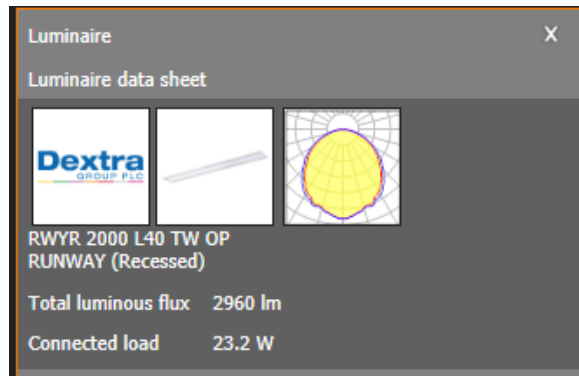 Luminaire X
Luminaire data sheet
Dextra
GROUP PLC
RWYR 2000 L40 TW OP
RUNWAY (Recessed)
Total luminous flux 2960 lm
Connected load 23.2 W